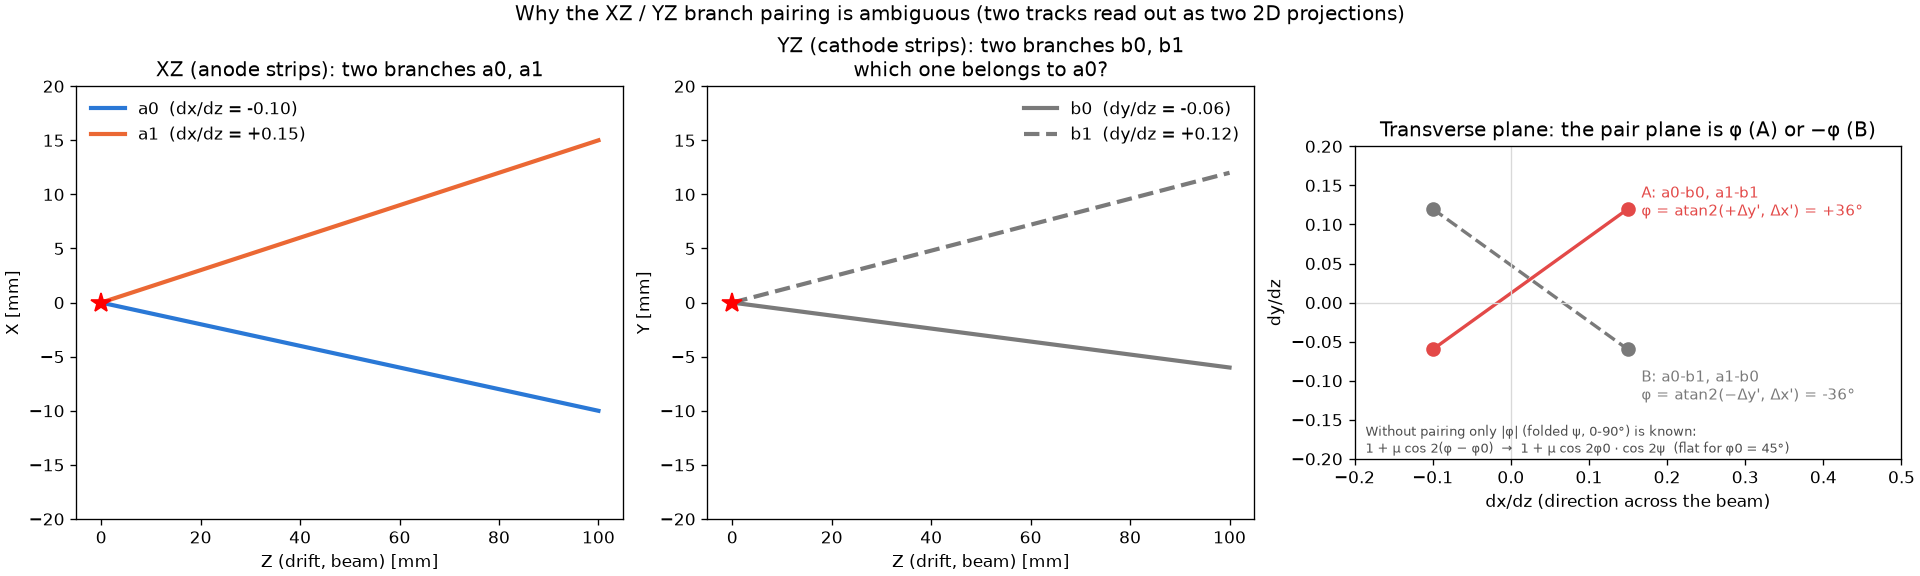 Why the XZ / YZ branch pairing is ambiguous (two tracks read out as two 2D projections)
XZ (anode strips): two branches a0, a1
a0  (dx/dz = -0.10)
a1  (dx/dz = +0.15)
20
15
10
5
0
−5
−10
−15
−20
X [mm]
0
20
40
60
80
100
Z (drift, beam) [mm]
YZ (cathode strips): two branches b0, b1
which one belongs to a0?
b0  (dy/dz = -0.06)
b1  (dy/dz = +0.12)
20
15
10
5
0
−5
−10
−15
−20
Y [mm]
0
20
40
60
80
100
Z (drift, beam) [mm]
Transverse plane: the pair plane is φ (A) or −φ (B)
0.20
0.15
0.10
0.05
0.00
−0.05
−0.10
−0.15
−0.20
dy/dz
A: a0-b0, a1-b1
φ = atan2(+Δy', Δx') = +36°
B: a0-b1, a1-b0
φ = atan2(−Δy', Δx') = -36°
Without pairing only |φ| (folded ψ, 0-90°) is known:
1 + μ cos 2(φ − φ0)  →  1 + μ cos 2φ0 · cos 2ψ  (flat for φ0 = 45°)
−0.2
−0.1
0.0
0.1
0.2
0.3
0.4
0.5
dx/dz (direction across the beam)